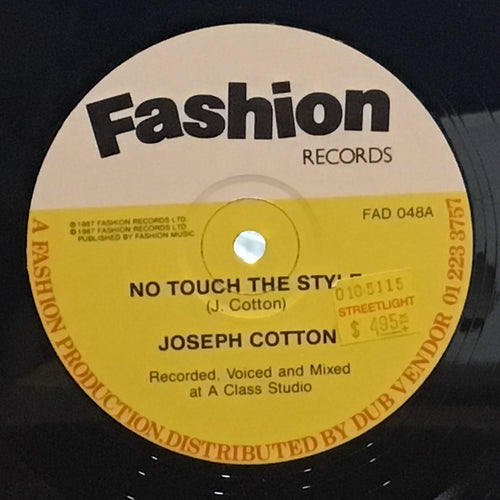 Fashion
RECORDS
FAD 048A
℗ 1987 FASHION RECORDS LTD.
© 1987 FASHION RECORDS LTD.
PUBLISHED BY FASHION MUSIC
NO TOUCH THE STYLE
(J. Cotton)
JOSEPH COTTON
Recorded, Voiced and Mixed
at A Class Studio
0105115
STREETLIGHT
$ 4.95
A FASHION PRODUCTION. DISTRIBUTED BY DUB VENDOR 01 223 3757